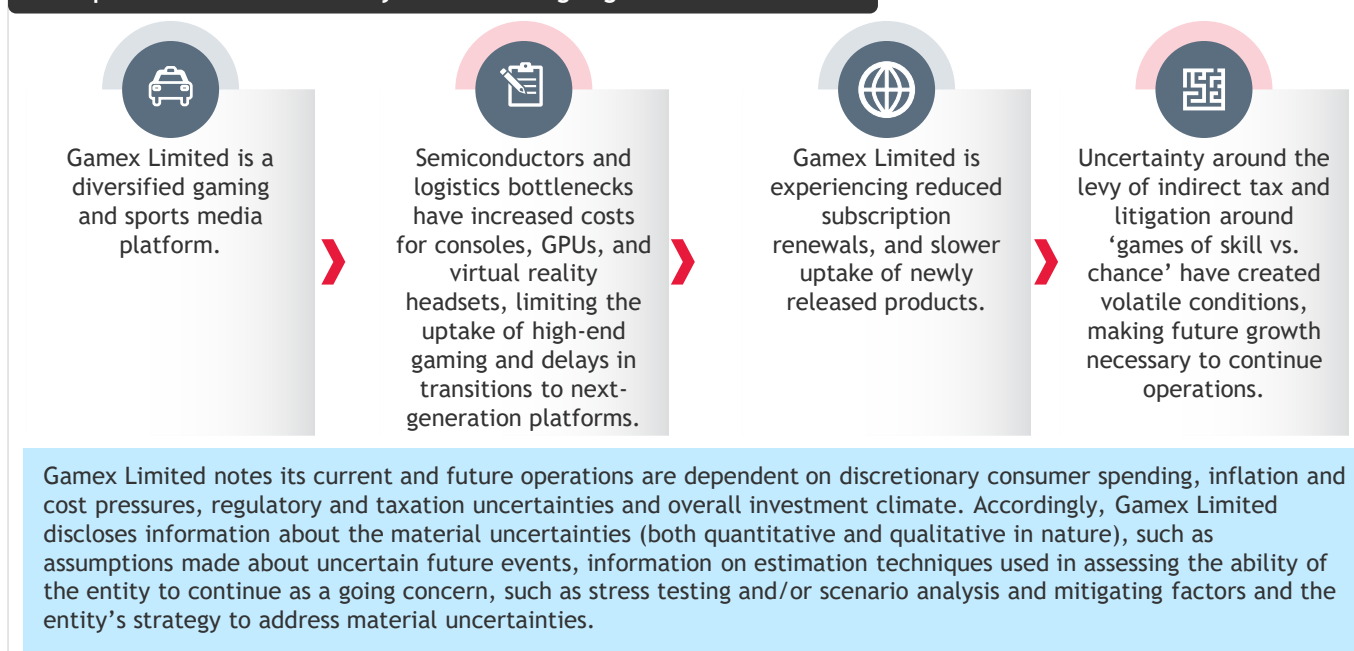 Gamex Limited is a
diversified gaming
and sports media
platform.
Semiconductors and
logistics bottlenecks
have increased costs
for consoles, GPUs, and
virtual reality
headsets, limiting the
uptake of high-end
gaming and delays in
transitions to next-
generation platforms.
Gamex Limited is
experiencing reduced
subscription
renewals, and slower
uptake of newly
released products.
Uncertainty around the
levy of indirect tax and
litigation around
‘games of skill vs.
chance’ have created
volatile conditions,
making future growth
necessary to continue
operations.
Gamex Limited notes its current and future operations are dependent on discretionary consumer spending, inflation and
cost pressures, regulatory and taxation uncertainties and overall investment climate. Accordingly, Gamex Limited
discloses information about the material uncertainties (both quantitative and qualitative in nature), such as
assumptions made about uncertain future events, information on estimation techniques used in assessing the ability of
the entity to continue as a going concern, such as stress testing and/or scenario analysis and mitigating factors and the
entity’s strategy to address material uncertainties.